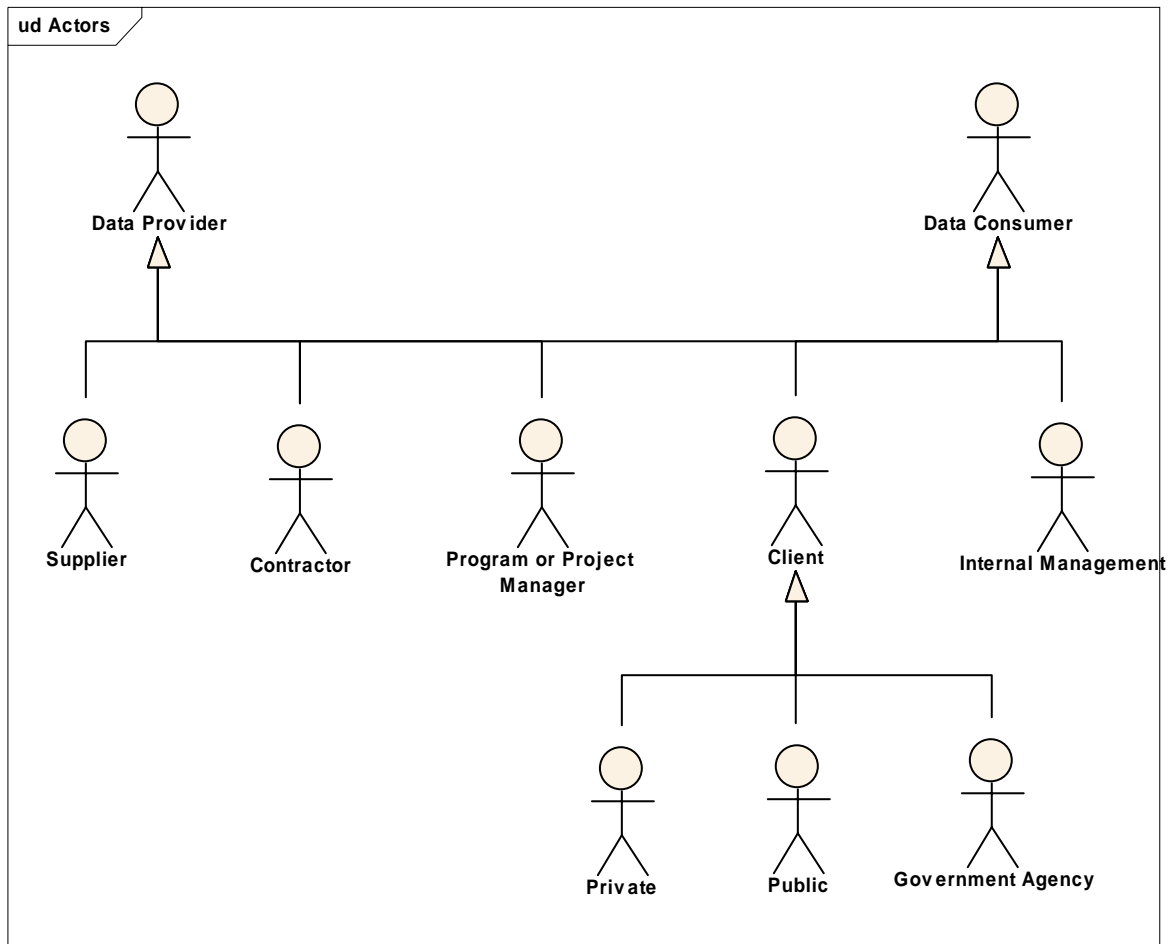 ud Actors
Data Provider
Data Consumer
Supplier
Contractor
Program or Project
Manager
Client
Internal Management
Private
Public
Government Agency